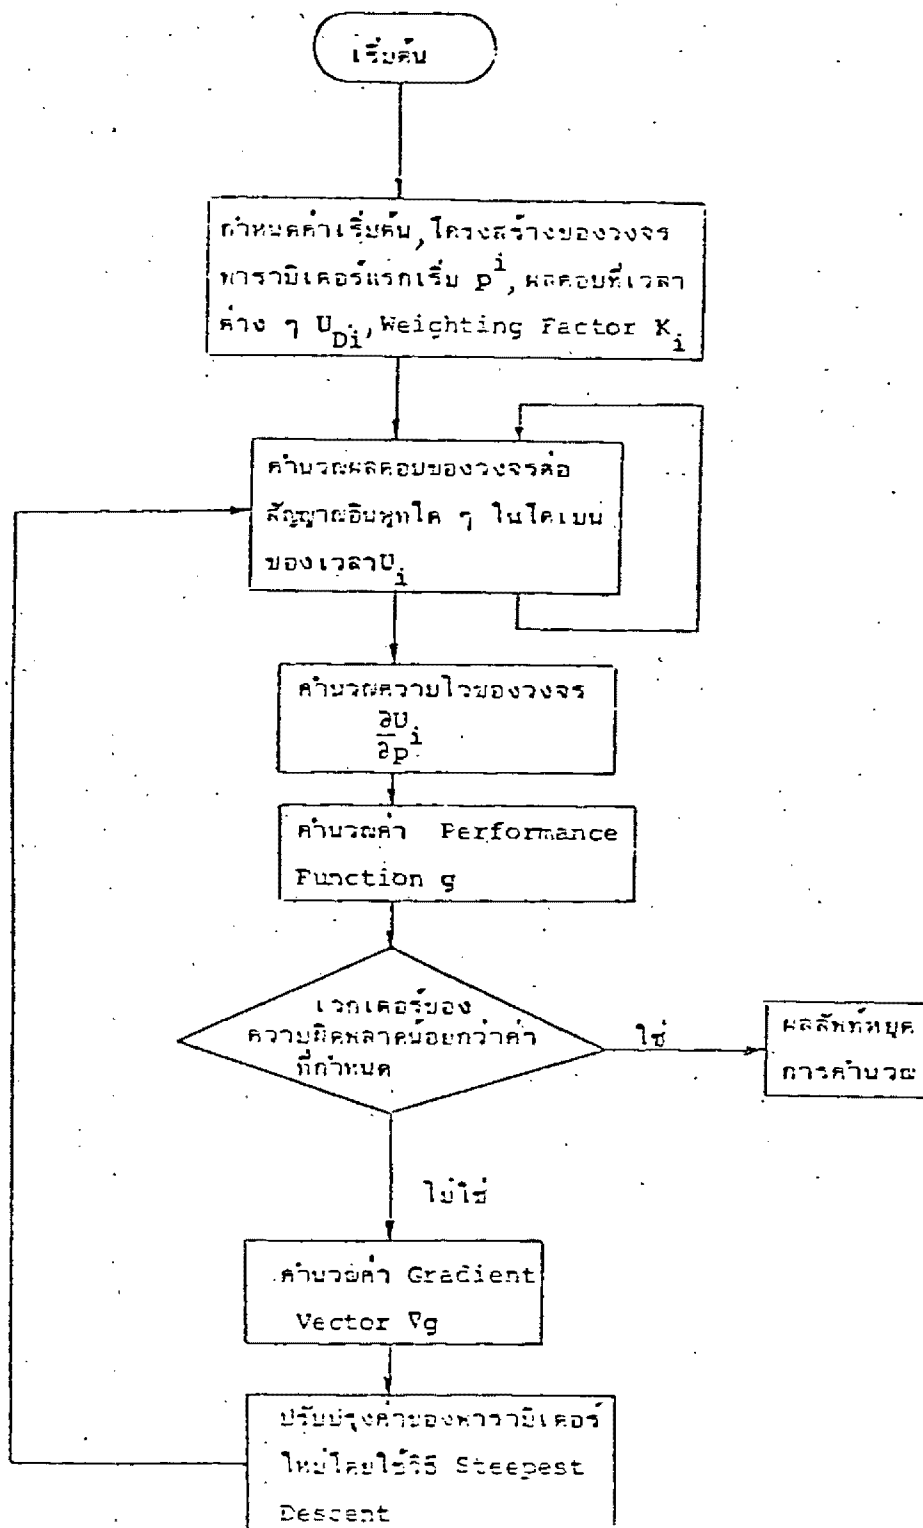 เริ่มต้น
กำหนดค่าเริ่มต้น, โครงสร้างของวงจร
พารามิเตอร์แรกเริ่ม pⁱ, ผลตอบที่เวลา
ต่าง ๆ U_Di, Weighting Factor K_i
คำนวณผลตอบของวงจรต่อ
สัญญาณอินพุทใด ๆ ในโดเมน
ของเวลา U_i
คำนวณความไวของวงจร
∂U
∂pⁱ
คำนวณค่า Performance
Function g
เวกเตอร์ของ
ความผิดพลาดน้อยกว่าค่า
ที่กำหนด
ใช่
ผลลัพท์หยุด
การคำนวณ
ไม่ใช่
คำนวณค่า Gradient
Vector ∇g
ปรับปรุงค่าของพารามิเตอร์
ใหม่โดยใช้วิธี Steepest
Descent